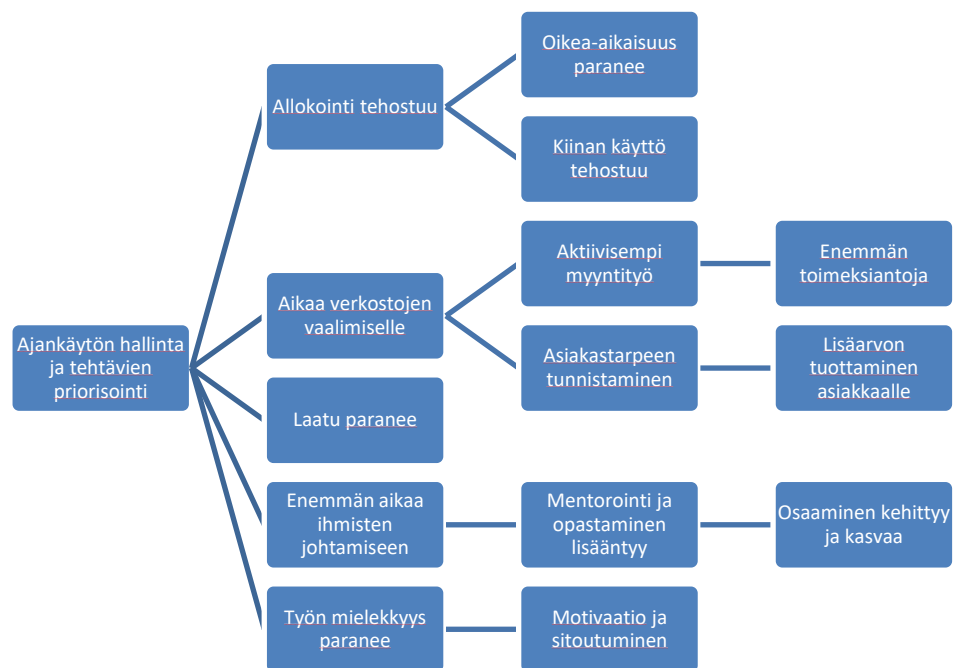 Oikea-aikaisuus
paranee
Allokointi tehostuu
Kiinan käyttö
tehostuu
Aktiivisempi
myyntityö
Enemmän
toimeksiantoja
Aikaa verkostojen
vaalimiselle
Ajankäytön hallinta
ja tehtävien
priorisointi
Asiakastarpeen
tunnistaminen
Lisäarvon
tuottaminen
asiakkaalle
Laatu paranee
Enemmän aikaa
ihmisten
johtamiseen
Mentorointi ja
opastaminen
lisääntyy
Osaaminen kehittyy
ja kasvaa
Työn mielekkyys
paranee
Motivaatio ja
sitoutuminen